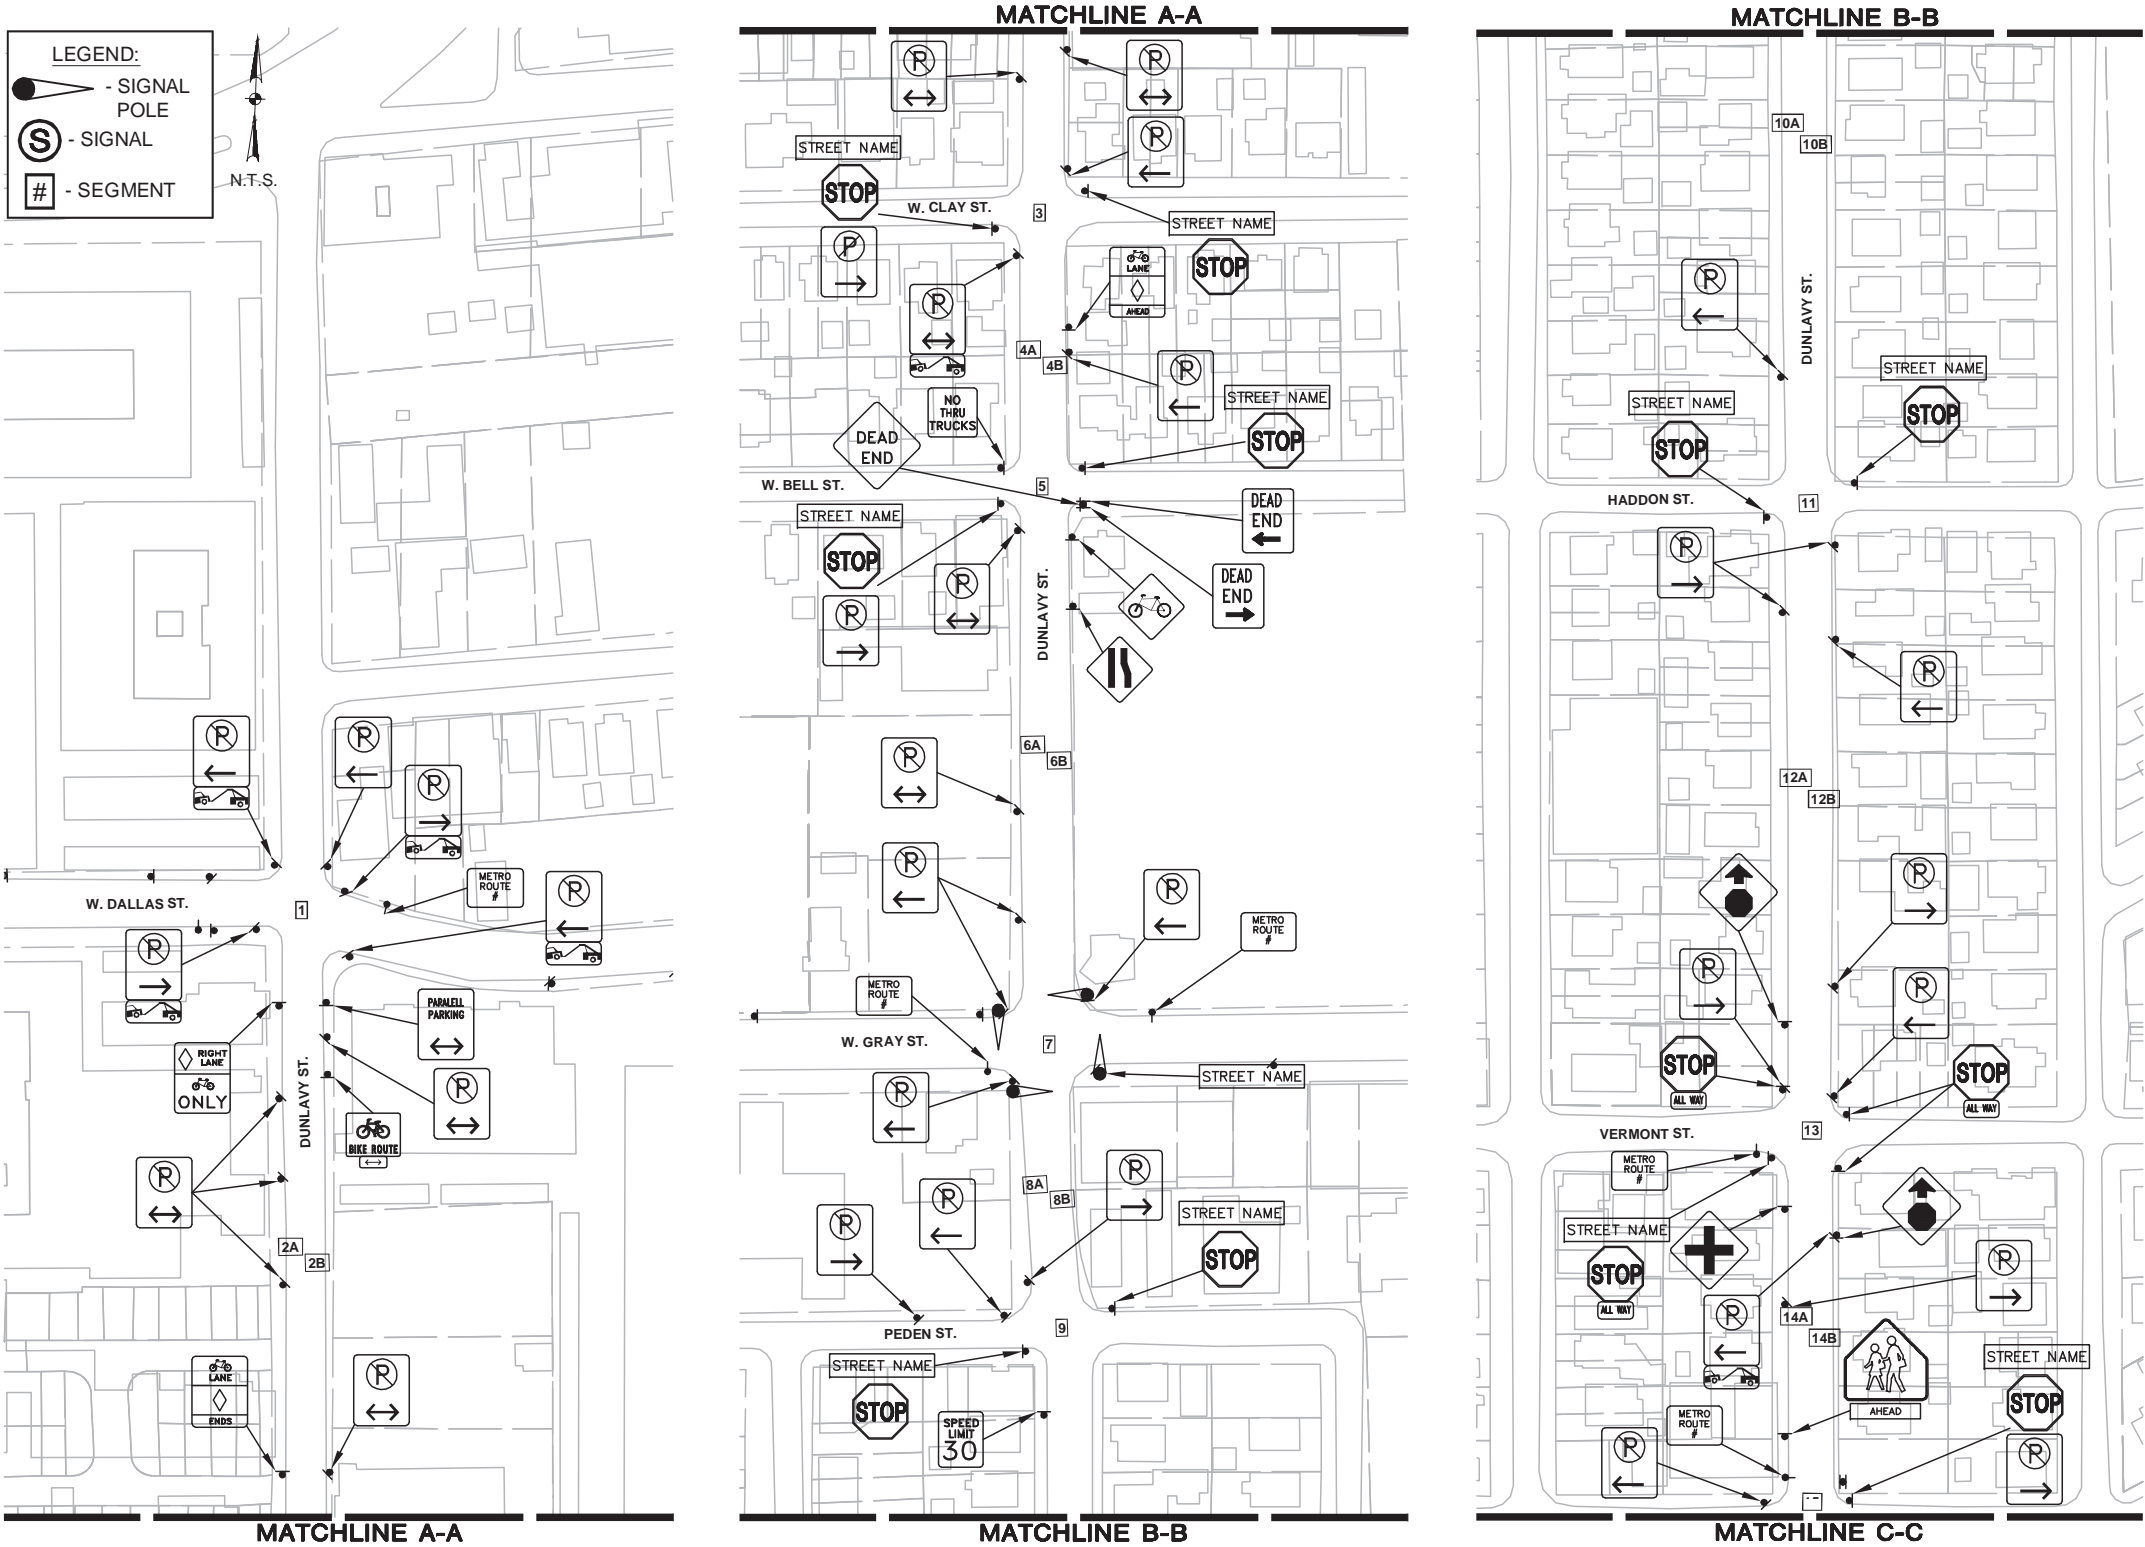 LEGEND:
- SIGNAL
POLE
S - SIGNAL
# - SEGMENT
N.T.S.
P
P
P
METRO
ROUTE
#
P
W. DALLAS ST.
1
P
PARALELL
PARKING
RIGHT
LANE
ONLY
P
BIKE ROUTE
DUNLAVY ST.
P
2A
2B
LANE
ENDS
P
MATCHLINE A-A
MATCHLINE A-A
P
P
P
STREET NAME
STOP
W. CLAY ST.
3
STREET NAME
STOP
P
LANE
AHEAD
P
4A
4B
P
NO
THRU
TRUCKS
STREET NAME
STOP
DEAD
END
W. BELL ST.
5
DEAD
END
STREET NAME
STOP
P
P
DEAD
END
DUNLAVY ST.
6A
6B
P
P
P
METRO
ROUTE
#
METRO
ROUTE
#
W. GRAY ST.
7
STREET NAME
P
8A
8B
P
P
P
STREET NAME
STOP
PEDEN ST.
9
STREET NAME
STOP
SPEED
LIMIT
30
MATCHLINE B-B
MATCHLINE B-B
10A
10B
P
DUNLAVY ST.
STREET NAME
STOP
STREET NAME
STOP
HADDON ST.
11
P
P
12A
12B
P
P
P
STOP
ALL WAY
STOP
ALL WAY
VERMONT ST.
13
METRO
ROUTE
#
STREET NAME
STOP
ALL WAY
P
P
14A
14B
AHEAD
STREET NAME
STOP
METRO
ROUTE
#
P
P
MATCHLINE C-C